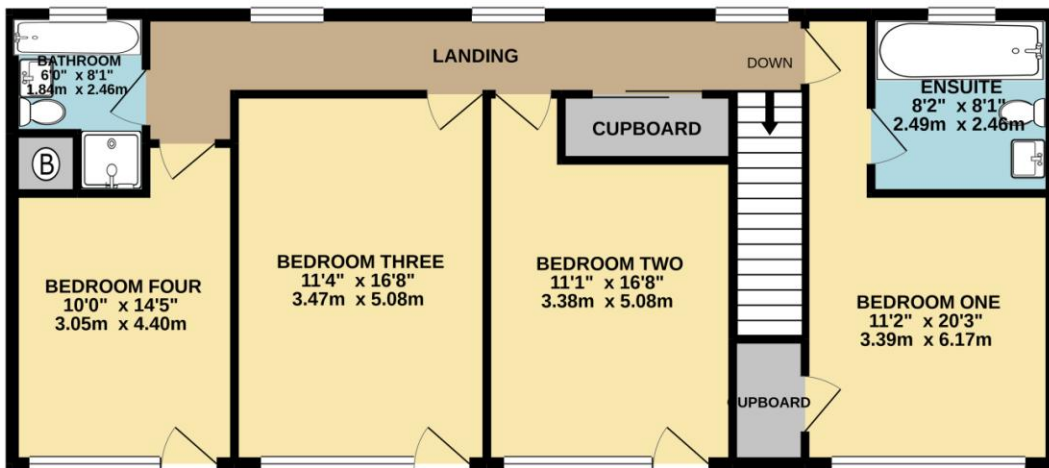 BATHROOM
6'0" x 8'1"
1.84m x 2.46m
LANDING
DOWN
ENSUITE
8'2" x 8'1"
2.49m x 2.46m
CUPBOARD
B
BEDROOM FOUR
10'0" x 14'5"
3.05m x 4.40m
BEDROOM THREE
11'4" x 16'8"
3.47m x 5.08m
BEDROOM TWO
11'1" x 16'8"
3.38m x 5.08m
BEDROOM ONE
11'2" x 20'3"
3.39m x 6.17m
CUPBOARD